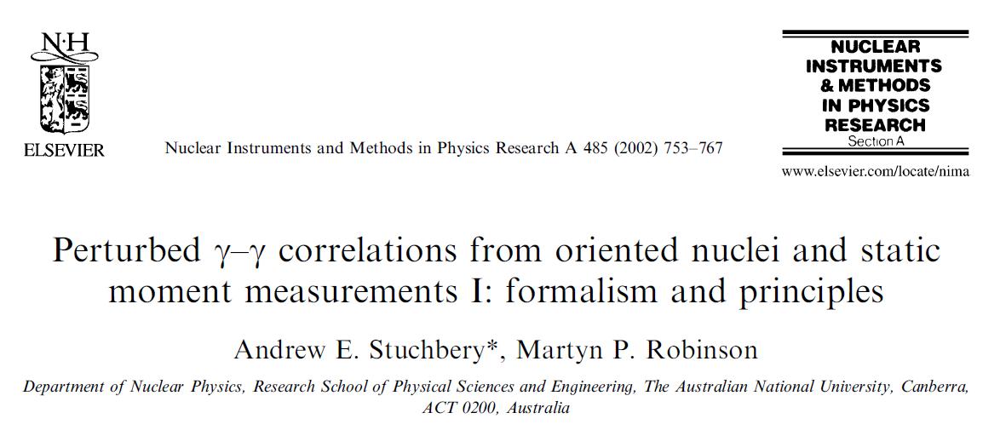 N·H
ELSEVIER
Nuclear Instruments and Methods in Physics Research A 485 (2002) 753–767
NUCLEAR
INSTRUMENTS
& METHODS
IN PHYSICS
RESEARCH
Section A
www.elsevier.com/locate/nima
Perturbed γ–γ correlations from oriented nuclei and static
moment measurements I: formalism and principles
Andrew E. Stuchbery*, Martyn P. Robinson
Department of Nuclear Physics, Research School of Physical Sciences and Engineering, The Australian National University, Canberra,
ACT 0200, Australia